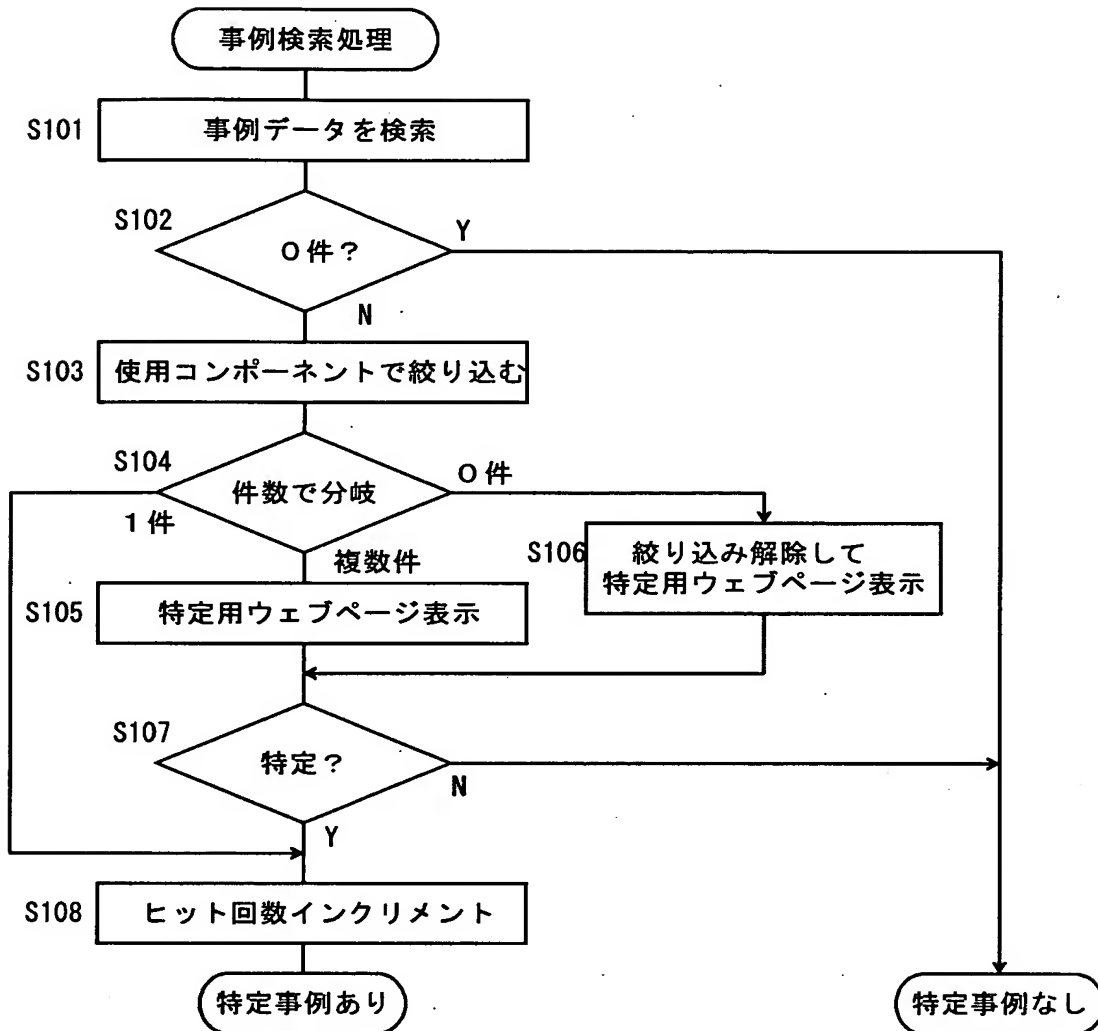 事例検索処理
S101
事例データを検索
S102
0件？
Y
N
S103
使用コンポーネントで絞り込む
S104
件数で分岐
0件
1件
複数件
S106
絞り込み解除して
特定用ウェブページ表示
S105
特定用ウェブページ表示
S107
特定？
N
Y
S108
ヒット回数インクリメント
特定事例あり
特定事例なし